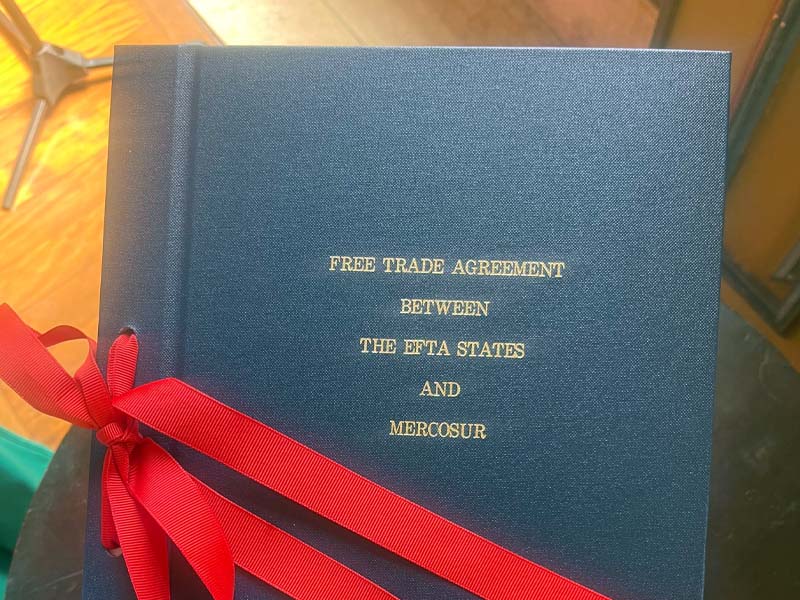 FREE TRADE AGREEMENT
BETWEEN
THE EFTA STATES
AND
MERCOSUR